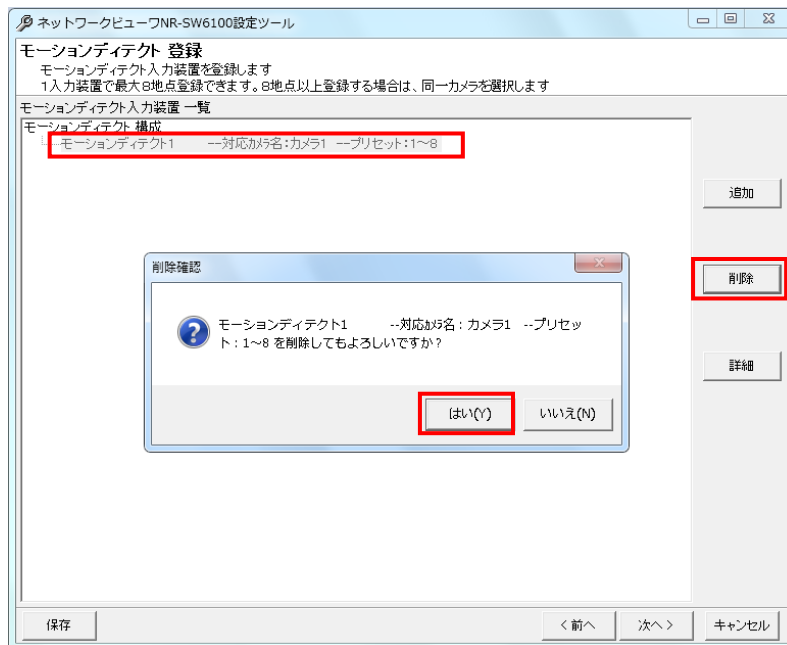 ネットワークビューワNR-SW6100設定ツール
モーションディテクト 登録
モーションディテクト入力装置を登録します
1入力装置で最大8地点登録できます。8地点以上登録する場合は、同一カメラを選択します
モーションディテクト入力装置 一覧
モーションディテクト 構成
モーションディテクト1 --対応カメラ名:カメラ1 --プリセット:1~8
追加
削除確認
削除
モーションディテクト1 --対応カメラ名:カメラ1 --プリセッ
ト:1~8 を削除してもよろしいですか?
詳細
はい(Y) いいえ(N)
保存 <前へ 次へ> キャンセル